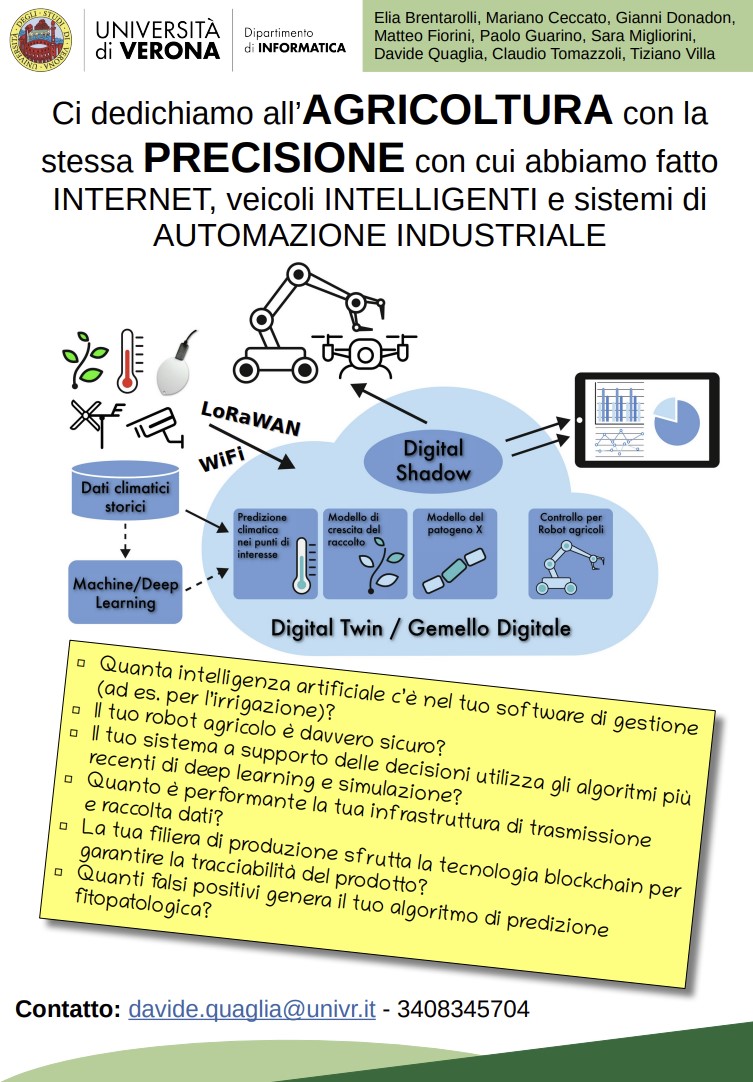 UNIVERSITÀ
di VERONA
Dipartimento
di INFORMATICA
Elia Brentarolli, Mariano Ceccato, Gianni Donadon,
Matteo Fiorini, Paolo Guarino, Sara Migliorini,
Davide Quaglia, Claudio Tomazzoli, Tiziano Villa
Ci dedichiamo all'AGRICOLTURA con la
stessa PRECISIONE con cui abbiamo fatto
INTERNET, veicoli INTELLIGENTI e sistemi di
AUTOMAZIONE INDUSTRIALE
LoRaWAN
WiFi
Digital
Shadow
Dati climatici
storici
Machine/Deep
Learning
Predizione
climatica
nei punti di
interesse
Modello di
crescita del
raccolto
Modello del
patogeno X
Controllo per
Robot agricoli
Digital Twin / Gemello Digitale
Quanta intelligenza artificiale c'è nel tuo software di gestione
(ad es. per l'irrigazione)?
Il tuo robot agricolo è davvero sicuro?
Il tuo sistema a supporto delle decisioni utilizza gli algoritmi più
recenti di deep learning e simulazione?
Quanto è performante la tua infrastruttura di trasmissione
e raccolta dati?
La tua filiera di produzione sfrutta la tecnologia blockchain per
garantire la tracciabilità del prodotto?
Quanti falsi positivi genera il tuo algoritmo di predizione
fitopatologica?
Contatto: davide.quaglia@univr.it - 3408345704